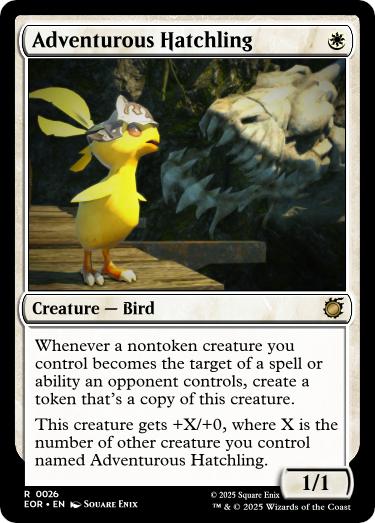 Adventurous Hatchling
Creature — Bird
Whenever a nontoken creature you
control becomes the target of a spell or
ability an opponent controls, create a
token that's a copy of this creature.
This creature gets +X/+0, where X is the
number of other creature you control
named Adventurous Hatchling.
1/1
R 0026
EOR • EN SQUARE ENIX
© 2025 Square Enix
™ & © 2025 Wizards of the Coast